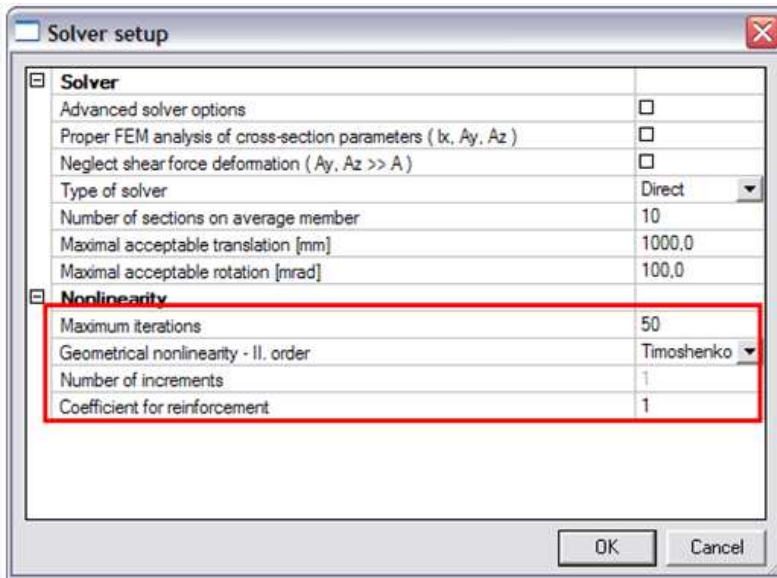 Solver setup
Solver
Advanced solver options
Proper FEM analysis of cross-section parameters ( Ix, Ay, Az )
Neglect shear force deformation ( Ay, Az >> A )
Type of solver Direct
Number of sections on average member 10
Maximal acceptable translation [mm] 1000,0
Maximal acceptable rotation [mrad] 100,0
Nonlinearity
Maximum iterations 50
Geometrical nonlinearity - II. order Timoshenko
Number of increments 1
Coefficient for reinforcement 1
OK Cancel